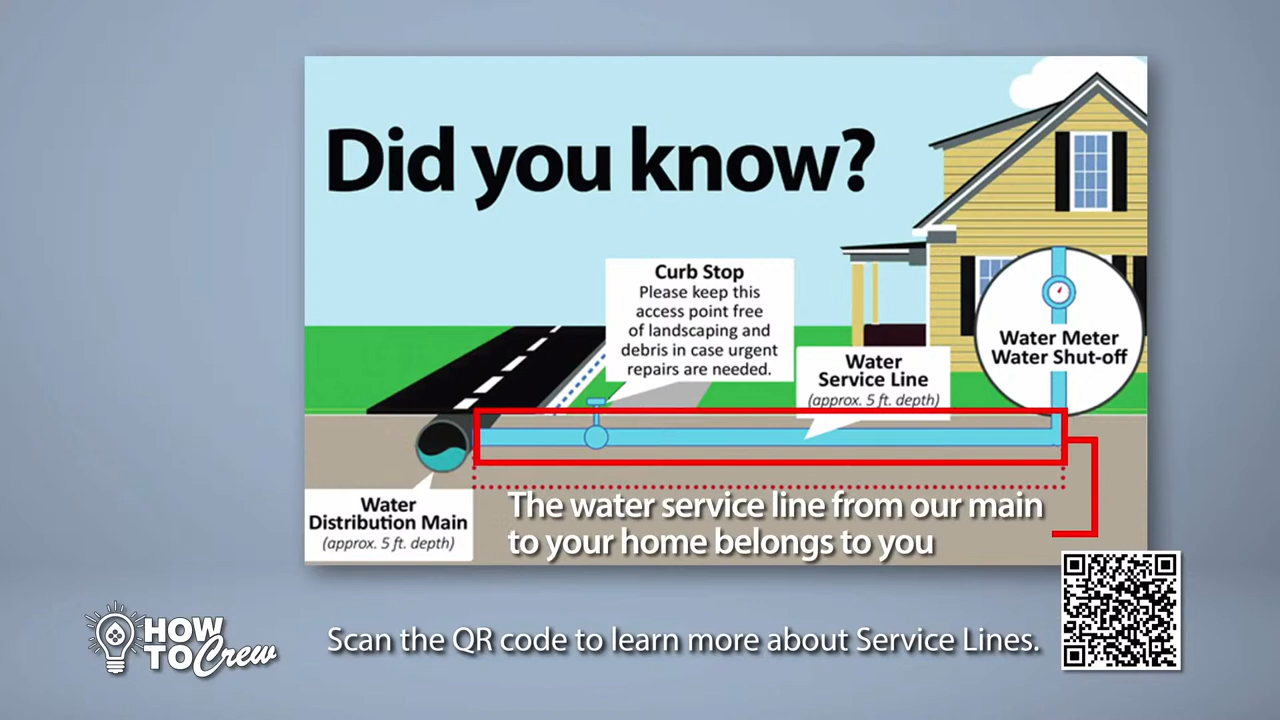 Did you know?
Curb Stop
Please keep this
access point free
of landscaping and
debris in case urgent
repairs are needed.
Water
Service Line
(approx. 5 ft. depth)
Water Meter
Water Shut-off
Water
Distribution Main
(approx. 5 ft. depth)
The water service line from our main
to your home belongs to you
HOW
TO Crew
Scan the QR code to learn more about Service Lines.